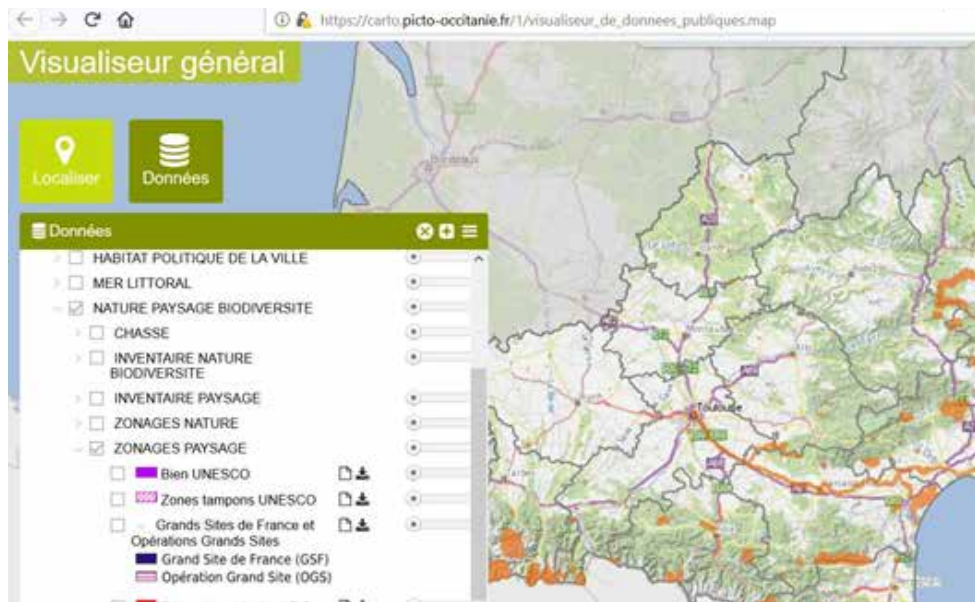 https://carto.picto-occitanie.fr/1/visualiseur_de_donnees_publiques.map
Visualiseur général
Localiser
Données
Données
HABITAT POLITIQUE DE LA VILLE
MER LITTORAL
NATURE PAYSAGE BIODIVERSITE
CHASSE
INVENTAIRE NATURE
BIODIVERSITE
INVENTAIRE PAYSAGE
ZONAGES NATURE
ZONAGES PAYSAGE
Bien UNESCO
Zones tampons UNESCO
Grands Sites de France et
Opérations Grands Sites
Grand Site de France (GSF)
Opération Grand Site (OGS)
Bordeaux
Toulouse